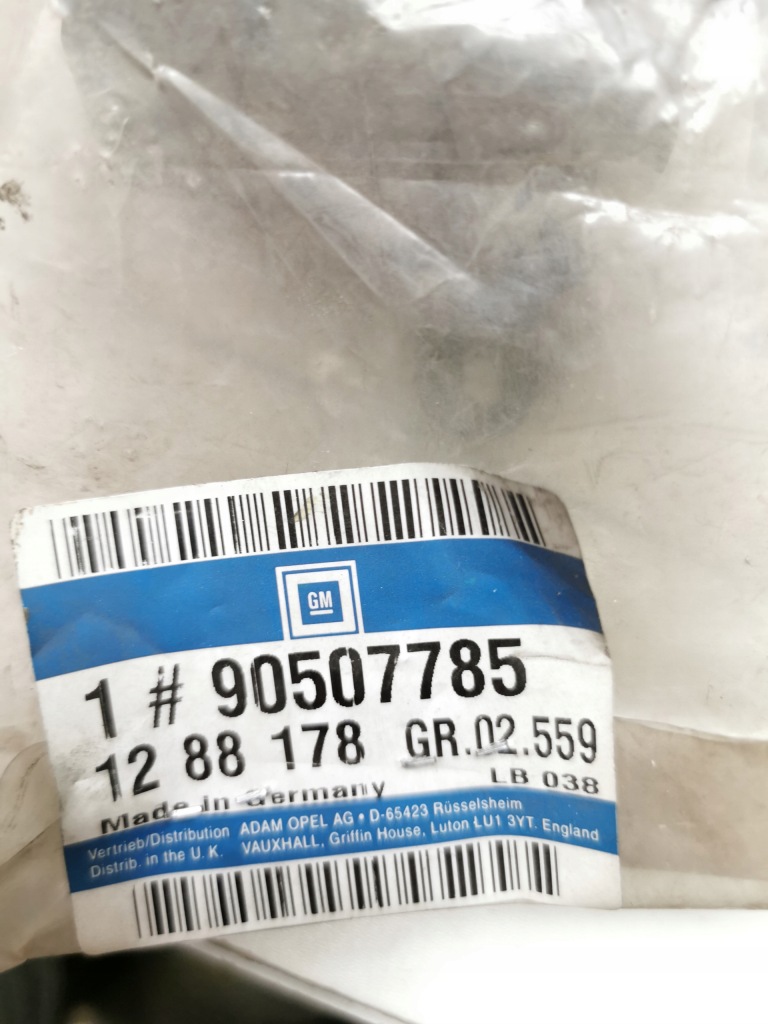 GM
1 # 90507785
12 88 178 GR.02.559
LB 038
Made in Germany
Vertrieb/Distribution ADAM OPEL AG • D-65423 Rüsselsheim
Distrib. in the U. K. VAUXHALL, Griffin House, Luton LU1 3YT. England